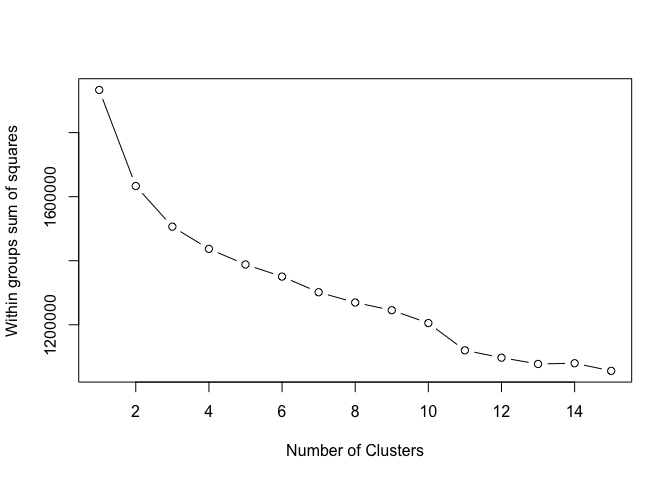 Within groups sum of squares
1600000
1200000
2 4 6 8 10 12 14
Number of Clusters